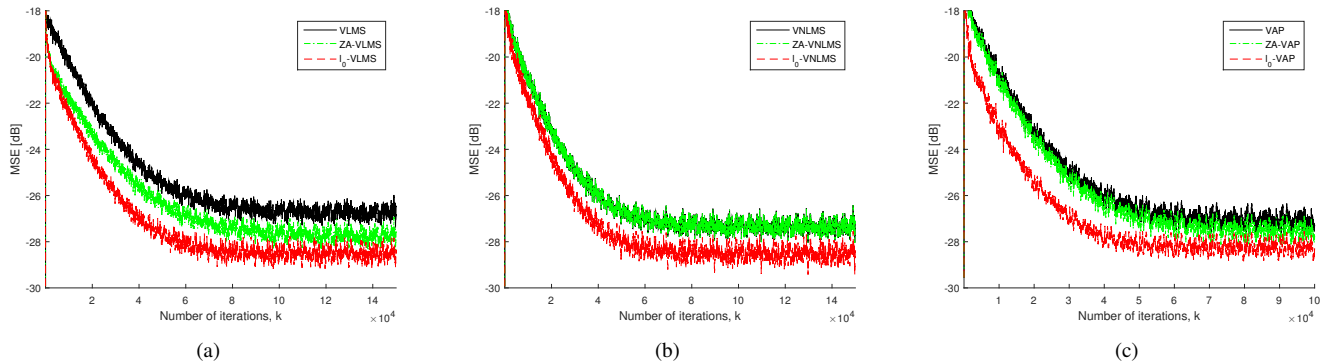 -18
-20
-22
-24
-26
-28
-30
MSE [dB]
VLMS
ZA-VLMS
l0-VLMS
2 4 6 8 10 12 14
Number of iterations, k
×10^4
(a)
-18
-20
-22
-24
-26
-28
-30
MSE [dB]
VNLMS
ZA-VNLMS
l0-VNLMS
2 4 6 8 10 12 14
Number of iterations, k
×10^4
(b)
-18
-20
-22
-24
-26
-28
-30
MSE [dB]
VAP
ZA-VAP
l0-VAP
1 2 3 4 5 6 7 8 9 10
Number of iterations, k
×10^4
(c)